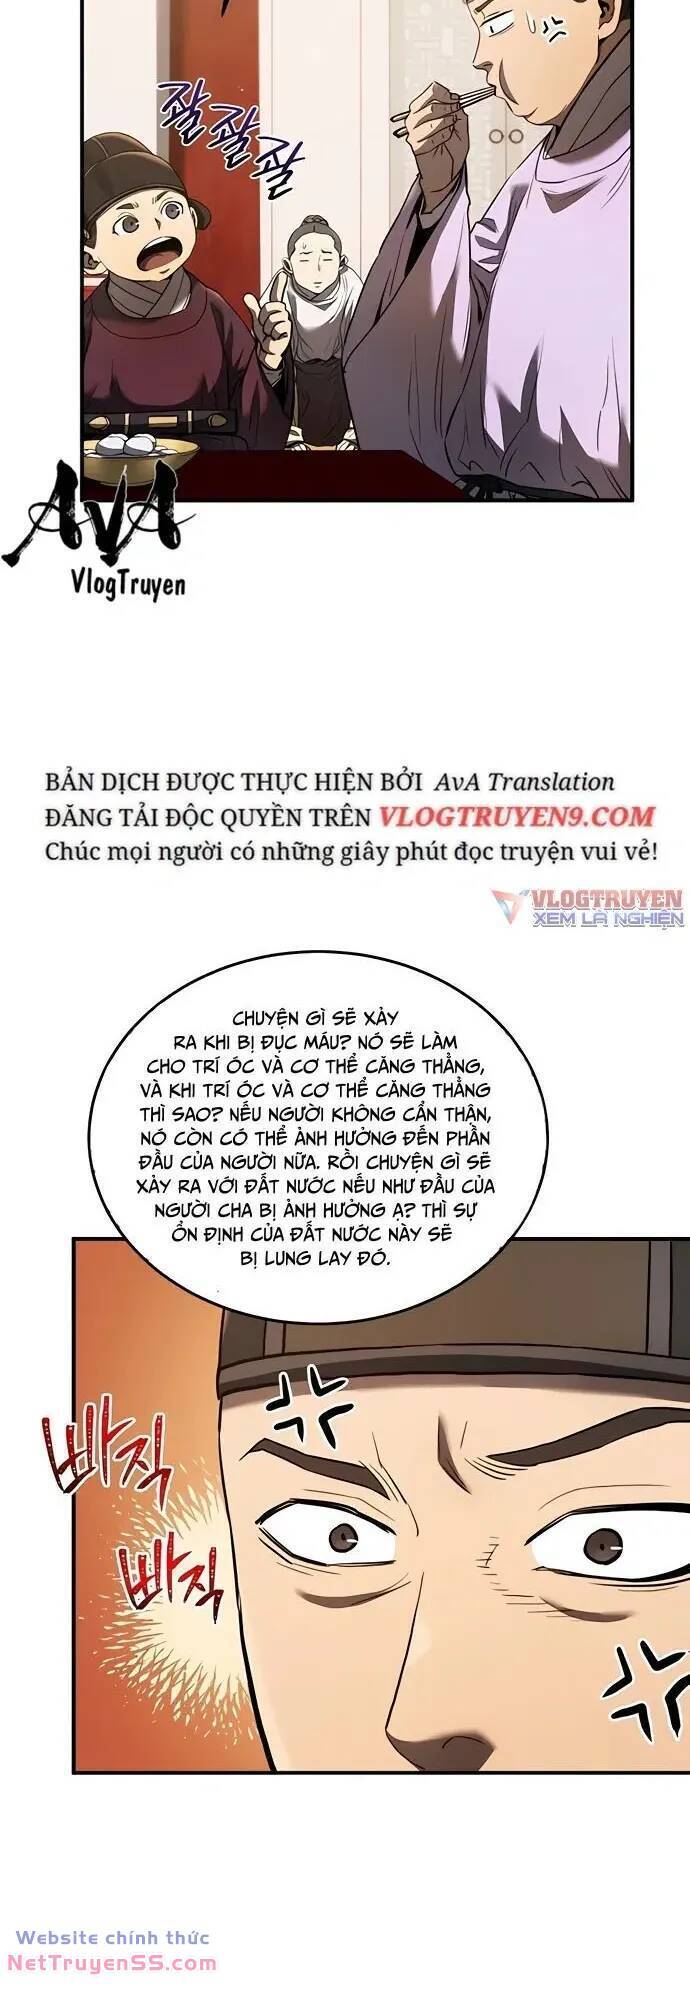 좔
좔
좔
AvA
VlogTruyen
BẢN DỊCH ĐƯỢC THỰC HIỆN BỞI AvA Translation
ĐĂNG TẢI ĐỘC QUYỀN TRÊN VLOGTRUYEN9.COM
Chúc mọi người có những giây phút đọc truyện vui vẻ!
VLOGTRUYEN
XEM LÀ NGHIỆN
CHUYỆN GÌ SẼ XẢY
RA KHI BỊ ĐỤC MÁU? NÓ SẼ LÀM
CHO TRÍ ÓC VÀ CƠ THỂ CĂNG THẲNG,
VÀ KHI TRÍ ÓC VÀ CƠ THỂ CĂNG THẲNG
THÌ SAO? NẾU NGƯỜI KHÔNG CẨN THẬN,
NÓ CÒN CÓ THỂ ẢNH HƯỞNG ĐẾN PHẦN
ĐẦU CỦA NGƯỜI NỮA. RỒI CHUYỆN GÌ SẼ
XẢY RA VỚI ĐẤT NƯỚC NẾU NHƯ ĐẦU CỦA
NGƯỜI CHA BỊ ẢNH HƯỞNG Ạ? THÌ SỰ
ỔN ĐỊNH CỦA ĐẤT NƯỚC NÀY SẼ
BỊ LUNG LAY ĐÓ.
빠직
빠직
Website chính thức
NetTruyenSS.com